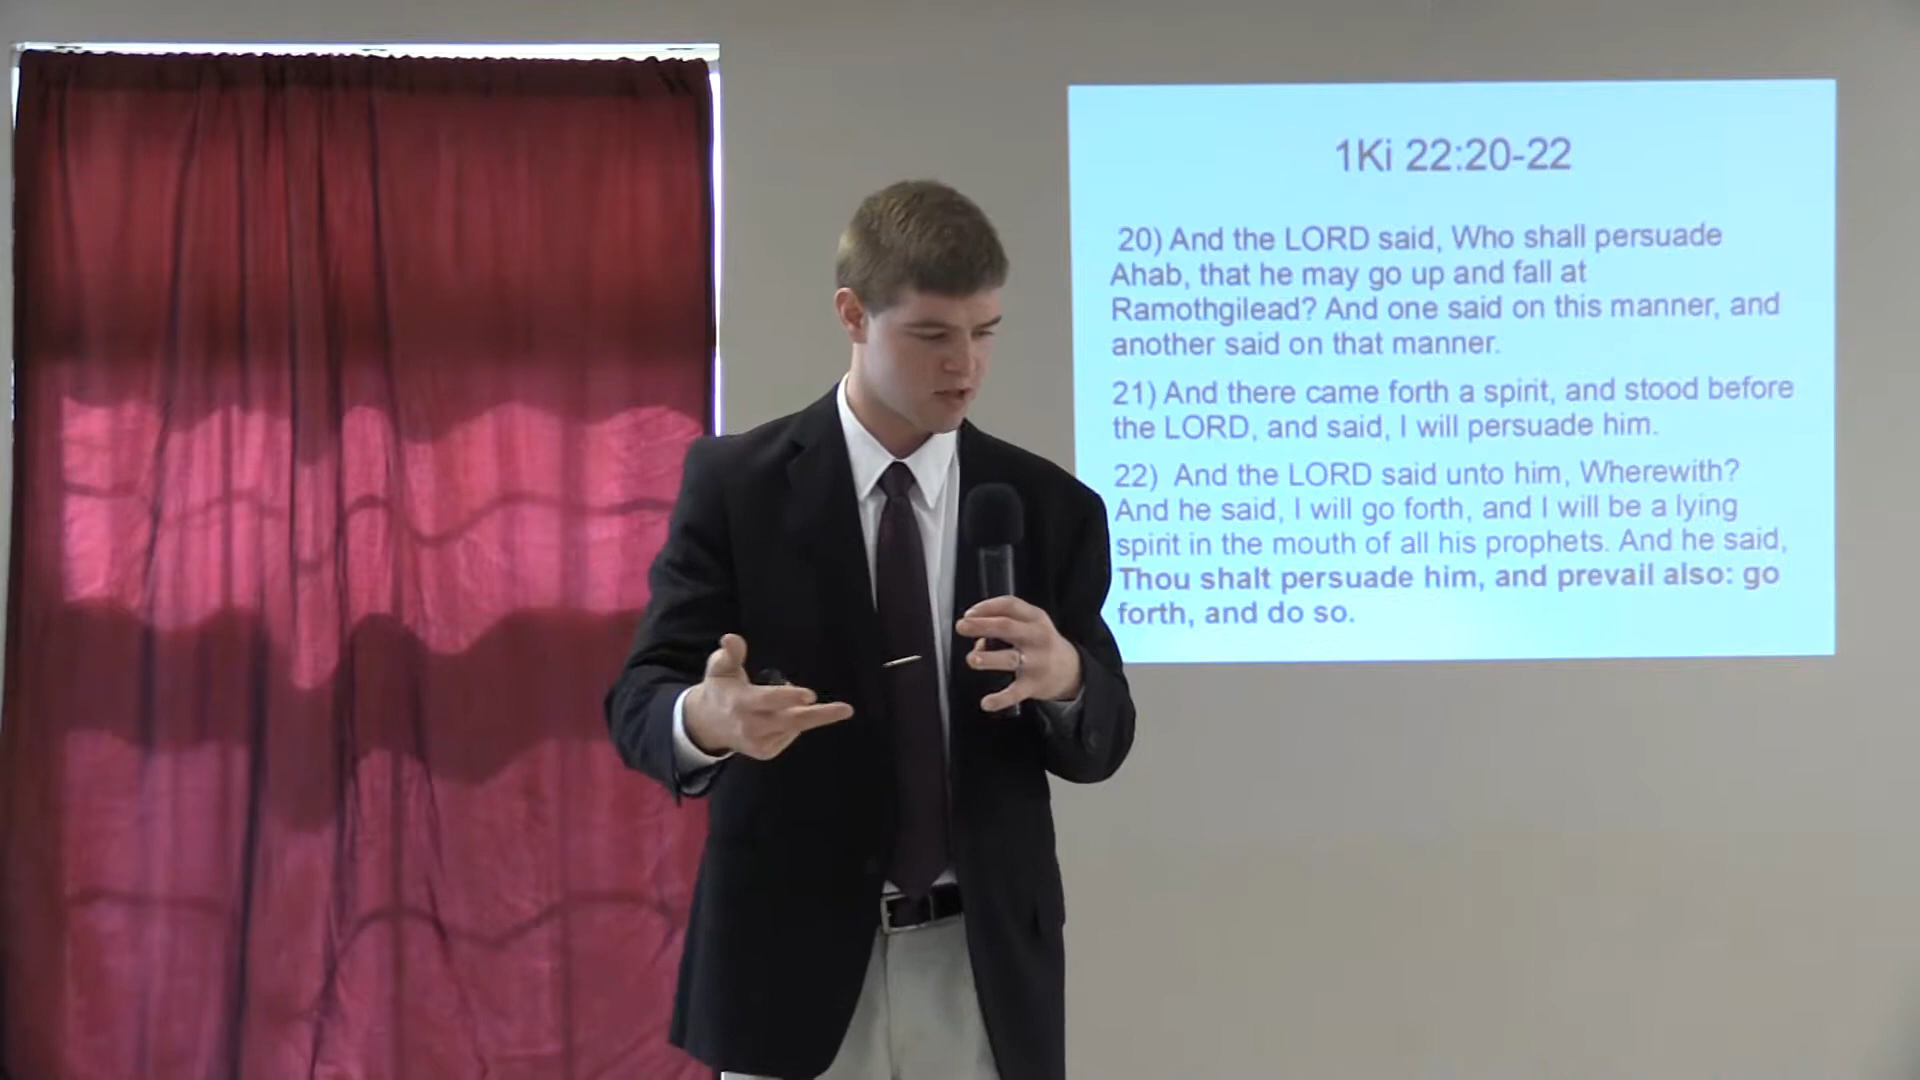 1Ki 22:20-22
20) And the LORD said, Who shall persuade
Ahab, that he may go up and fall at
Ramothgilead? And one said on this manner, and
another said on that manner.
21) And there came forth a spirit, and stood before
the LORD, and said, I will persuade him.
22) And the LORD said unto him, Wherewith?
And he said, I will go forth, and I will be a lying
spirit in the mouth of all his prophets. And he said,
Thou shalt persuade him, and prevail also: go
forth, and do so.